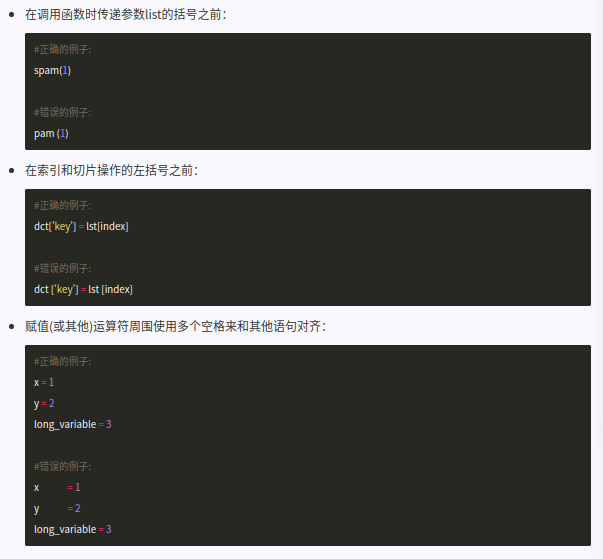 在调用函数时传递参数list的括号之前：
#正确的例子:
spam(1)
#错误的例子:
pam (1)
在索引和切片操作的左括号之前：
#正确的例子:
dct['key'] = lst[index]
#错误的例子:
dct ['key'] = lst [index]
赋值(或其他)运算符周围使用多个空格来和其他语句对齐：
#正确的例子:
x = 1
y = 2
long_variable = 3
#错误的例子:
x             = 1
y             = 2
long_variable = 3